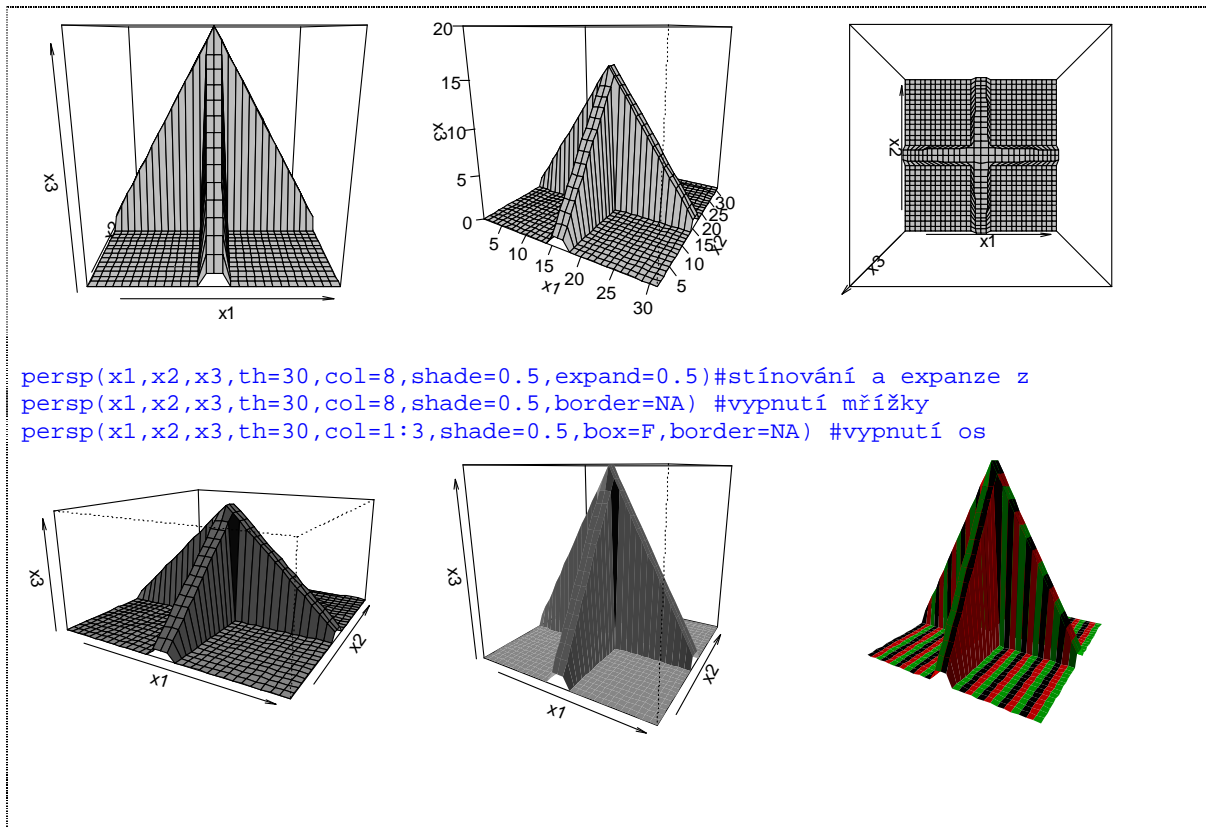 x3
x2
x1
20
15
10
5
0
x3
5
10
15
20
25
30
x1
5
10
15
20
25
30
x2
x2
x1
x3
persp(x1,x2,x3,th=30,col=8,shade=0.5,expand=0.5)#stínování a expanze z
persp(x1,x2,x3,th=30,col=8,shade=0.5,border=NA) #vypnutí mřížky
persp(x1,x2,x3,th=30,col=1:3,shade=0.5,box=F,border=NA) #vypnutí os
x3
x1
x2
x3
x1
x2